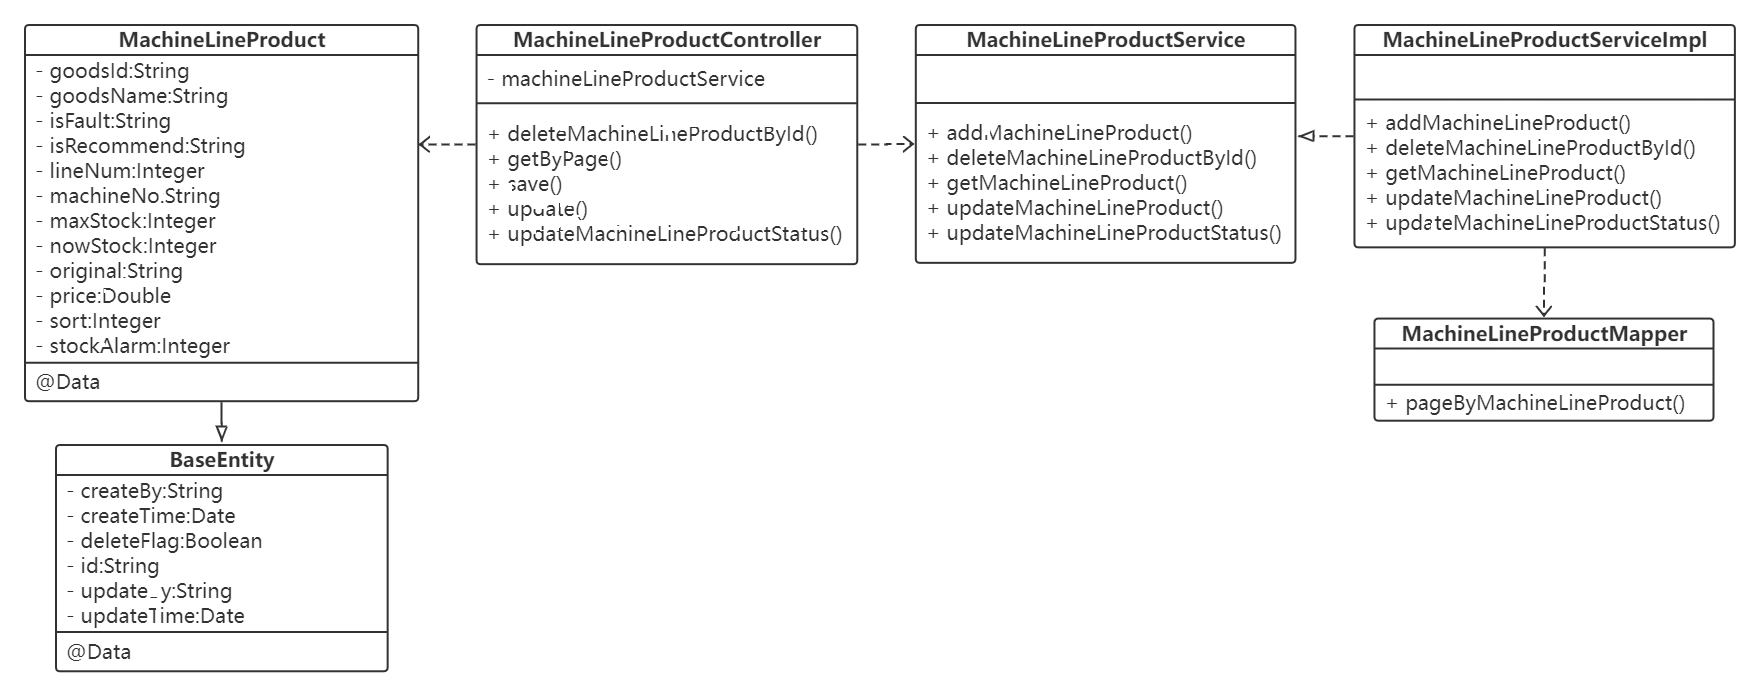 MachineLineProduct
- goodsId:String
- goodsName:String
- isFault:String
- isRecommend:String
- lineNum:Integer
- machineNo.String
- maxStock:Integer
- nowStock:Integer
- original:String
- price:Double
- sort:Integer
- stockAlarm:Integer
@Data
BaseEntity
- createBy:String
- createTime:Date
- deleteFlag:Boolean
- id:String
- updateTime:Date
@Data
MachineLineProductController
- machineLineProductService
+ deleteMachineLineProductById()
+ getByPage()
+ save()
+ update()
+ updateMachineLineProductStatus()
MachineLineProductService
+ addMachineLineProduct()
+ deleteMachineLineProductById()
+ getMachineLineProduct()
+ updateMachineLineProduct()
+ updateMachineLineProductStatus()
MachineLineProductServiceImpl
+ addMachineLineProduct()
+ deleteMachineLineProductById()
+ getMachineLineProduct()
+ updateMachineLineProduct()
+ updateMachineLineProductStatus()
MachineLineProductMapper
+ pageByMachineLineProduct()